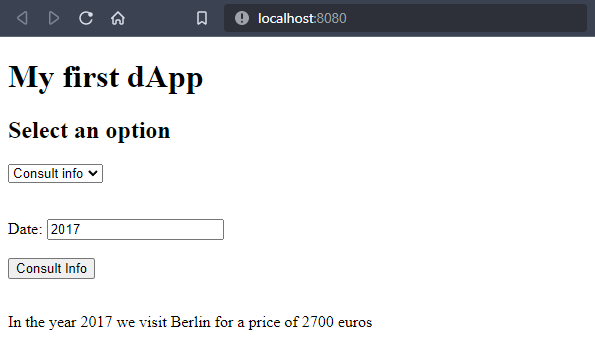 localhost:8080
My first dApp
Select an option
Consult info
Date: 2017
Consult Info
In the year 2017 we visit Berlin for a price of 2700 euros